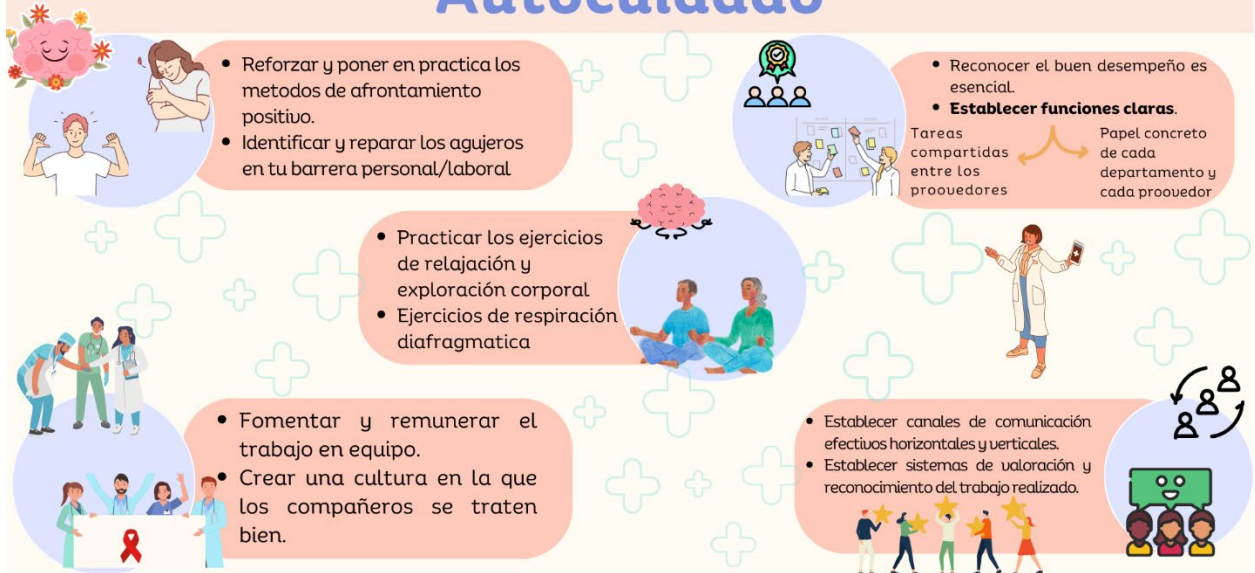 Autocuidado
• Reforzar y poner en practica los
metodos de afrontamiento
positivo.
• Identificar y reparar los agujeros
en tu barrera personal/laboral
• Reconocer el buen desempeño es
esencial.
• Establecer funciones claras.
Tareas
compartidas
entre los
proouvedores
Papel concreto
de cada
departamento y
cada proouvedor
• Practicar los ejercicios
de relajación y
exploración corporal
• Ejercicios de respiración
diafragmatica
• Fomentar y remunerar el
trabajo en equipo.
• Crear una cultura en la que
los compañeros se traten
bien.
• Establecer canales de comunicación
efectivos horizontales y verticales.
• Establecer sistemas de valoración y
reconocimiento del trabajo realizado.